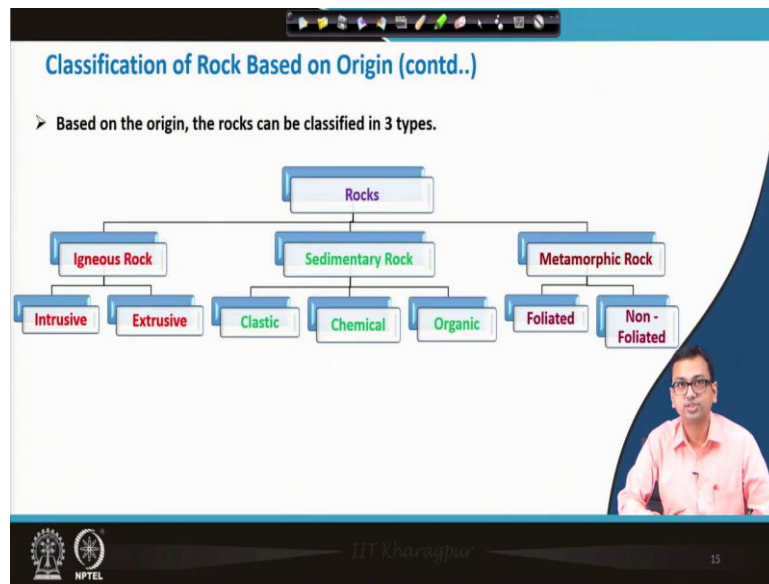 Classification of Rock Based on Origin (contd..)
➤ Based on the origin, the rocks can be classified in 3 types.
Rocks
Igneous Rock
Sedimentary Rock
Metamorphic Rock
Intrusive
Extrusive
Clastic
Chemical
Organic
Foliated
Non -
Foliated
NPTEL
IIT Kharagpur
15